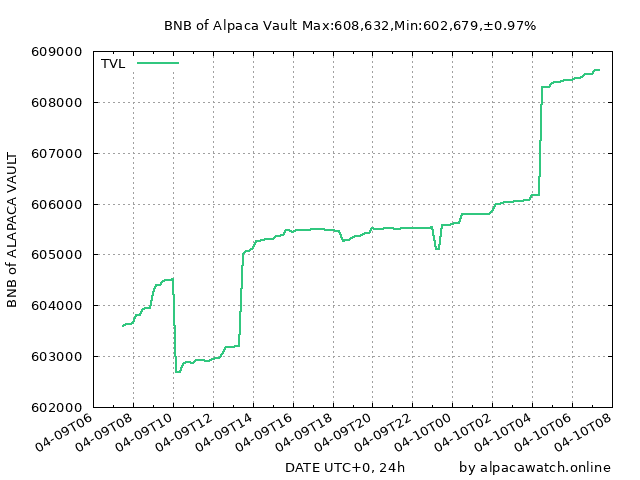 BNB of Alpaca Vault Max:608,632,Min:602,679,±0.97%
TVL
609000
608000
607000
606000
605000
604000
603000
602000
BNB of ALAPACA VAULT
04-09T06
04-09T08
04-09T10
04-09T12
04-09T14
04-09T16
04-09T18
04-09T20
04-09T22
04-10T00
04-10T02
04-10T04
04-10T06
04-10T08
DATE UTC+0, 24h
by alpacawatch.online